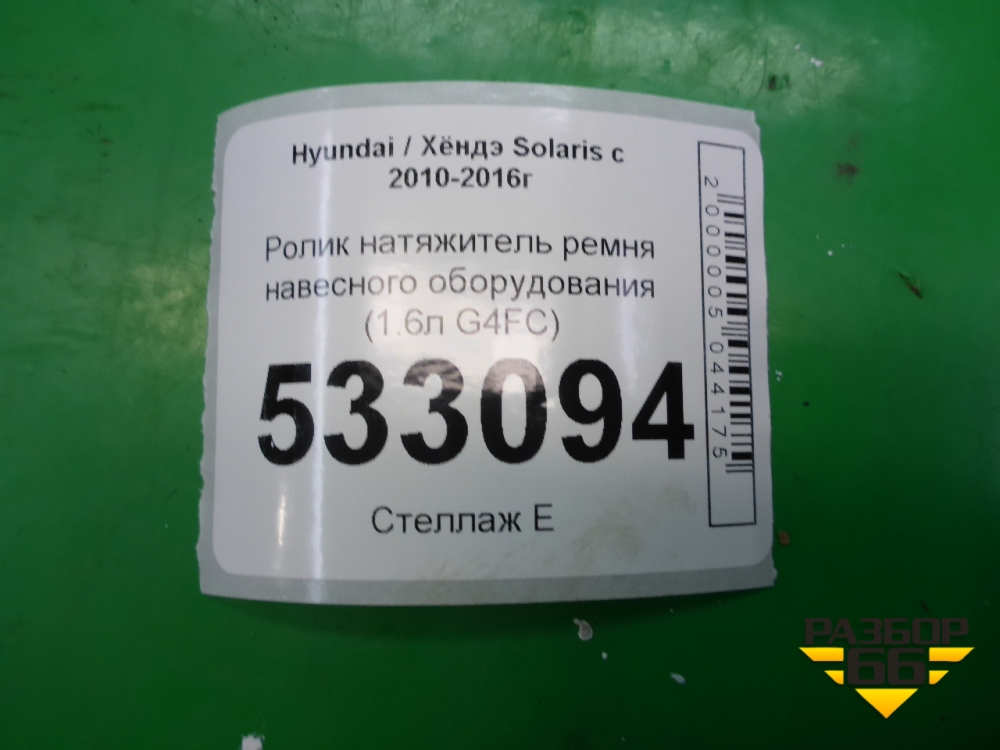 Hyundai / Хёндэ Solaris с
2010-2016г
Ролик натяжитель ремня
навесного оборудования
(1.6л G4FC)
533094
Стеллаж Е
2000005044175
РАЗБОР
66